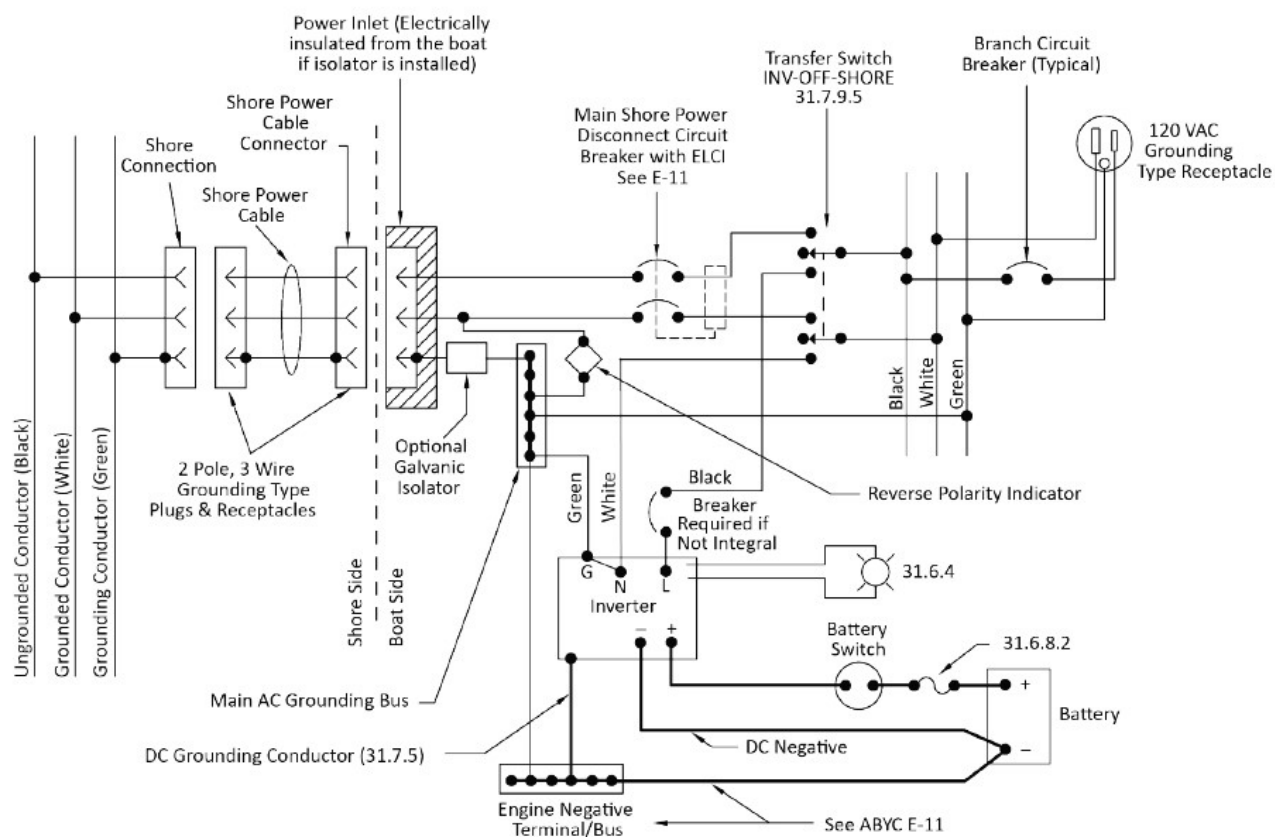 Power Inlet (Electrically
insulated from the boat
if isolator is installed)
Branch Circuit
Breaker (Typical)
Transfer Switch
INV-OFF-SHORE
31.7.9.5
Shore Power
Cable
Connector
Main Shore Power
Disconnect Circuit
Breaker with ELCI
See E-11
120 VAC
Grounding
Type Receptacle
Shore
Connection
Shore Power
Cable
Black
White
Green
Optional
Galvanic
Isolator
2 Pole, 3 Wire
Grounding Type
Plugs & Receptacles
Green
White
Black
Breaker
Required if
Not Integral
Reverse Polarity Indicator
Ungrounded Conductor (Black)
Grounded Conductor (White)
Grounding Conductor (Green)
Shore Side
Boat Side
G
N
L
Inverter
– +
31.6.4
Battery
Switch
31.6.8.2
Main AC Grounding Bus
+
Battery
–
DC Grounding Conductor (31.7.5)
DC Negative
Engine Negative
Terminal/Bus
See ABYC E-11